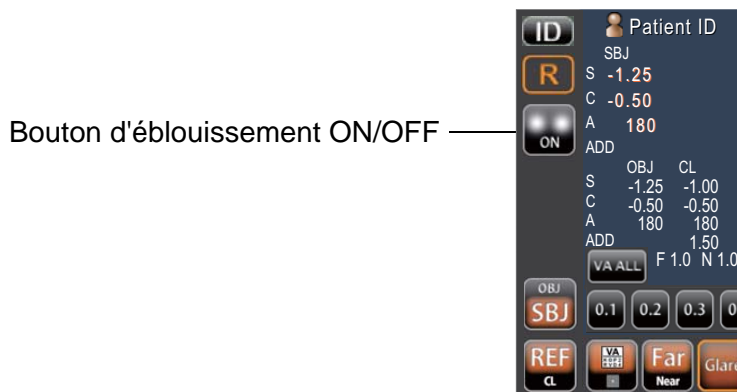 Bouton d'éblouissement ON/OFF
ID
Patient ID
R
SBJ
S -1.25
C -0.50
A 180
ADD
ON
OBJ CL
S -1.25 -1.00
C -0.50 -0.50
A 180 180
ADD 1.50
VA ALL F 1.0 N 1.0
OBJ
SBJ
0.1 0.2 0.3
REF
CL
VA
Far
Near
Glare